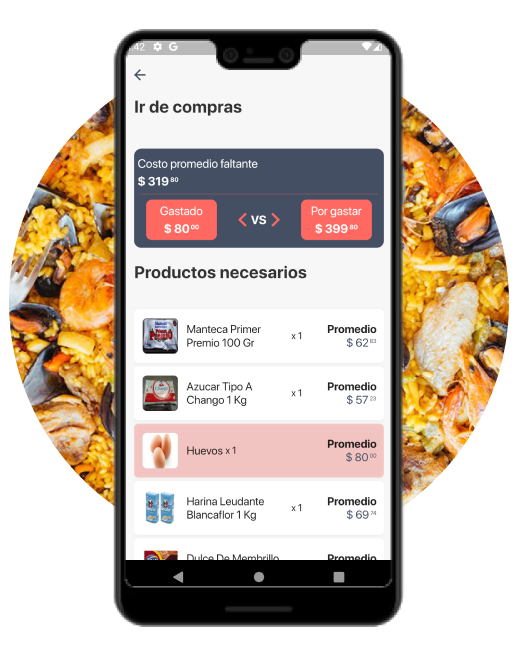 :42 G
Ir de compras
Costo promedio faltante
$ 319 80
Gastado
$ 80 00
VS
Por gastar
$ 399 80
Productos necesarios
Manteca Primer
Premio 100 Gr
x 1
Promedio
$ 62 83
Azucar Tipo A
Chango 1 Kg
x 1
Promedio
$ 57 23
Huevos x 1
Promedio
$ 80 00
Harina Leudante
Blancaflor 1 Kg
x 1
Promedio
$ 69 74
Dulce De Membrillo
Promedio